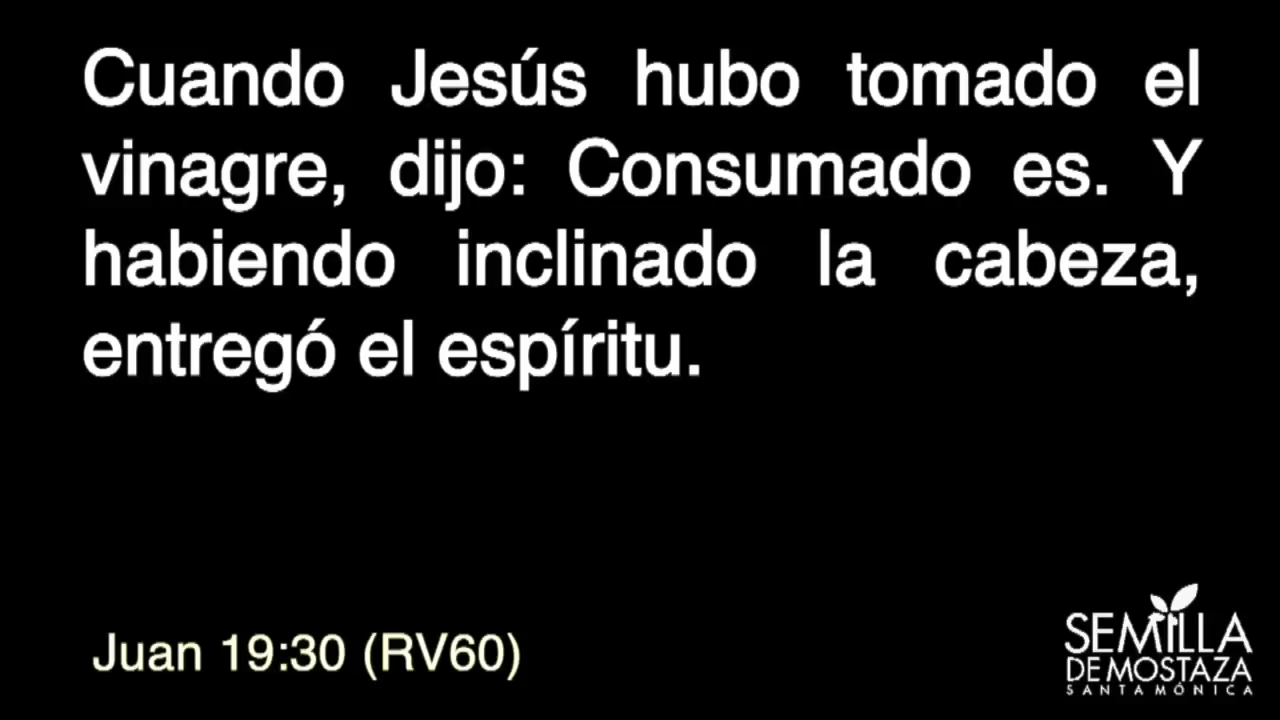 Cuando Jesús hubo tomado el
vinagre, dijo: Consumado es. Y
habiendo inclinado la cabeza,
entregó el espíritu.
Juan 19:30 (RV60)
SEMILLA
DE MOSTAZA
SANTA MÓNICA